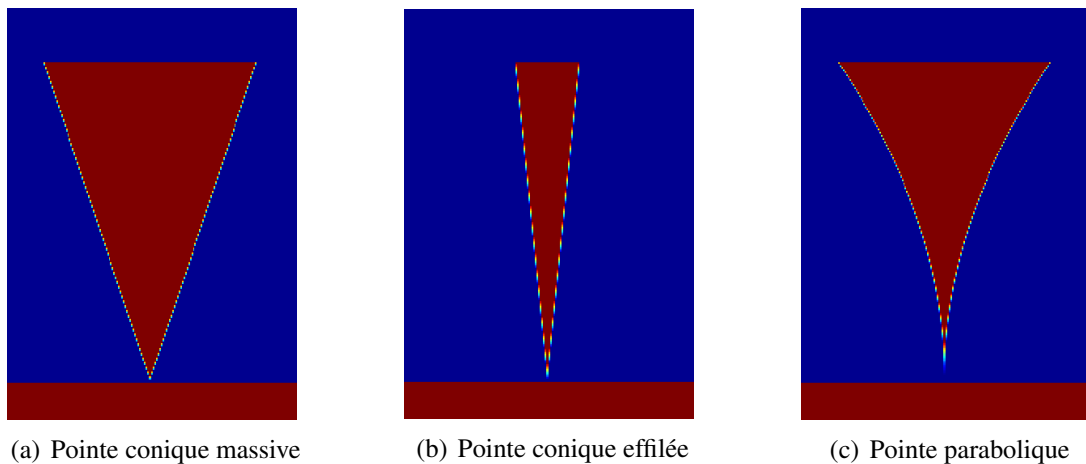 (a) Pointe conique massive
(b) Pointe conique effilée
(c) Pointe parabolique